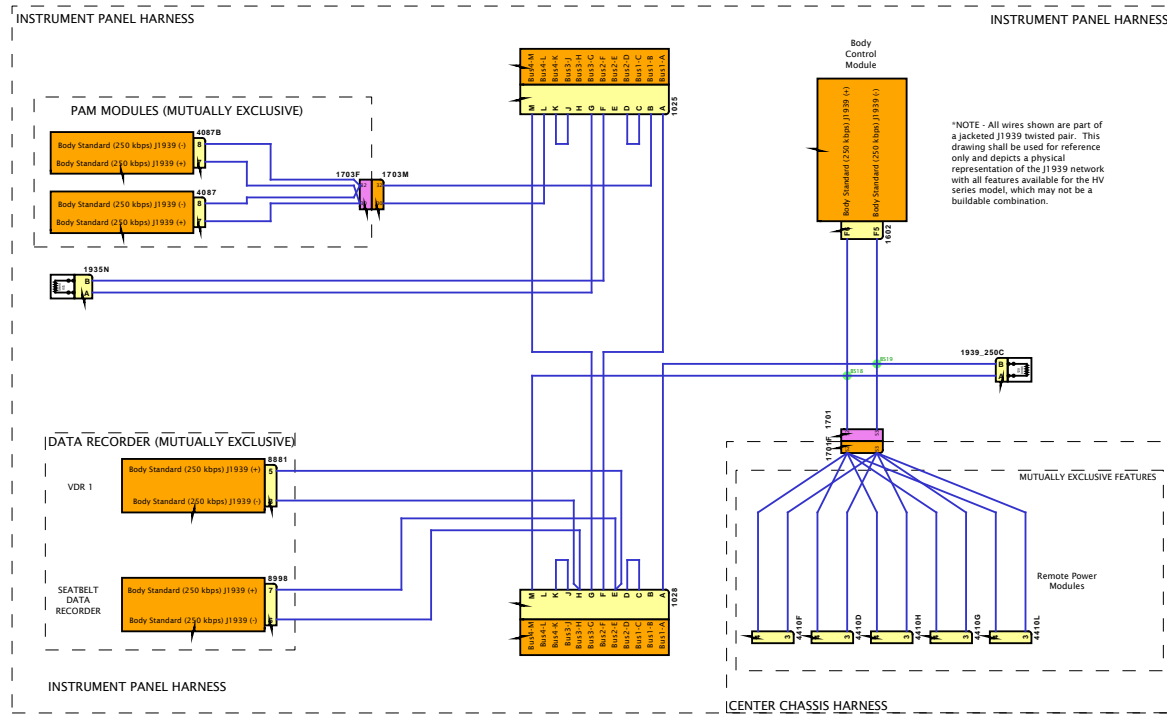 INSTRUMENT PANEL HARNESS
INSTRUMENT PANEL HARNESS
Bus4-M
Bus4-L
Bus4-K
Bus3-J
Bus3-H
Bus3-G
Bus2-F
Bus2-E
Bus2-D
Bus1-C
Bus1-B
Bus1-A
M
L
K
J
H
G
F
E
D
C
B
A
1025
Body
Control
Module
Body Standard (250 kbps) J1939 (+)
Body Standard (250 kbps) J1939 (-)
F5
1602
*NOTE - All wires shown are part of
a jacketed J1939 twisted pair. This
drawing shall be used for reference
only and depicts a physical
representation of the J1939 network
with all features available for the HV
series model, which may not be a
buildable combination.
PAM MODULES (MUTUALLY EXCLUSIVE)
4087B
Body Standard (250 kbps) J1939 (-)
8
Body Standard (250 kbps) J1939 (+)
4087
Body Standard (250 kbps) J1939 (-)
8
Body Standard (250 kbps) J1939 (+)
1703F
1703M
1935N
B
A
BS19
BS18
1939_250C
B
A
1701
1701F
DATA RECORDER (MUTUALLY EXCLUSIVE)
8881
VDR 1
Body Standard (250 kbps) J1939 (+)
5
Body Standard (250 kbps) J1939 (-)
8998
SEATBELT
DATA
RECORDER
Body Standard (250 kbps) J1939 (+)
7
Body Standard (250 kbps) J1939 (-)
M
L
K
J
H
G
F
E
D
C
B
A
1028
Bus4-M
Bus4-L
Bus4-K
Bus3-J
Bus3-H
Bus3-G
Bus2-F
Bus2-E
Bus2-D
Bus1-C
Bus1-B
Bus1-A
MUTUALLY EXCLUSIVE FEATURES
Remote Power
Modules
3
4410F
3
4410D
3
4410H
3
4410G
3
4410L
INSTRUMENT PANEL HARNESS
CENTER CHASSIS HARNESS